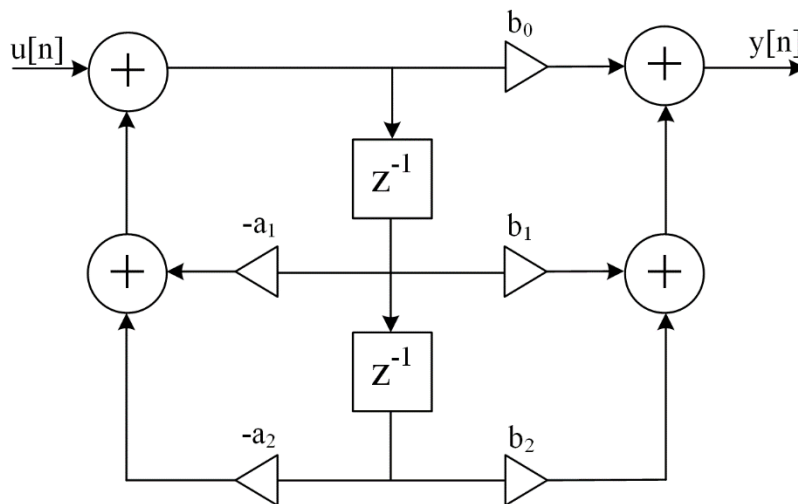 u[n]
+
b₀
+
y[n]
z⁻¹
+
-a₁
b₁
+
z⁻¹
-a₂
b₂